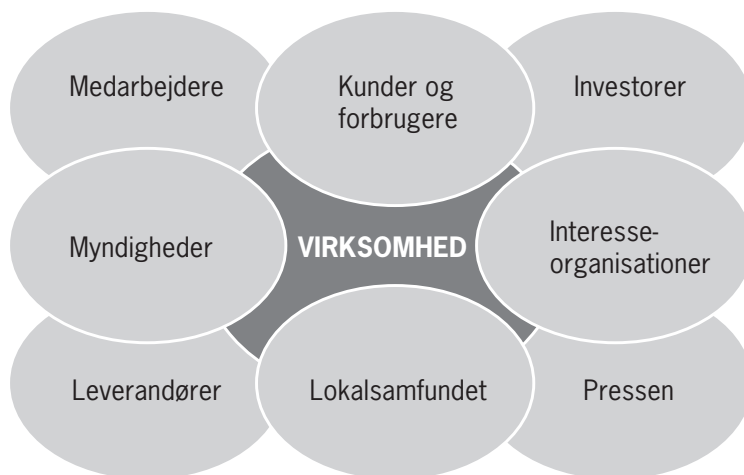 Medarbejdere
Kunder og
forbrugere
Investorer
Myndigheder
VIRKSOMHED
Interesse-
organisationer
Leverandører
Lokalsamfundet
Pressen